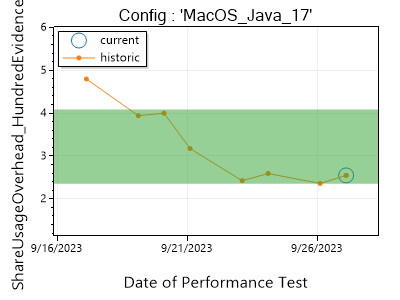 Config : 'MacOS_Java_17'
ShareUsageOverhead_HundredEvidence
current
historic
6
5
4
3
2
9/16/2023
9/21/2023
9/26/2023
Date of Performance Test